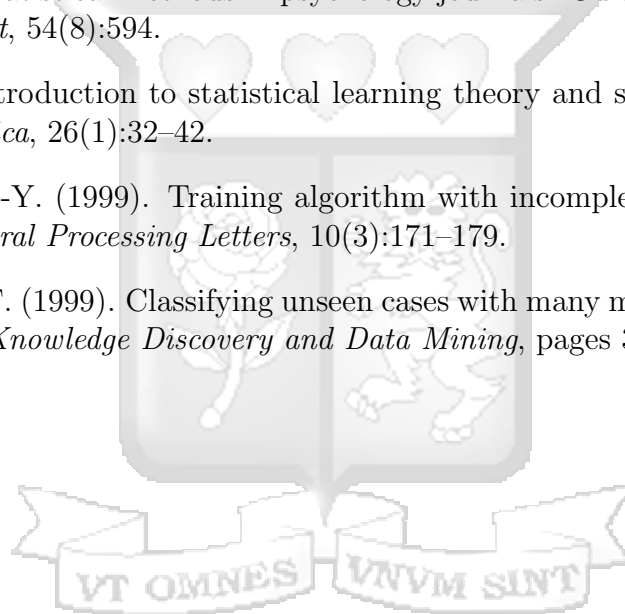 t, 54(8):594.
troduction to statistical learning theory and s
ica, 26(1):32–42.
-Y. (1999). Training algorithm with incomple
ral Processing Letters, 10(3):171–179.
. (1999). Classifying unseen cases with many m
Knowledge Discovery and Data Mining, pages 3
VT OMNES VNVM SINT